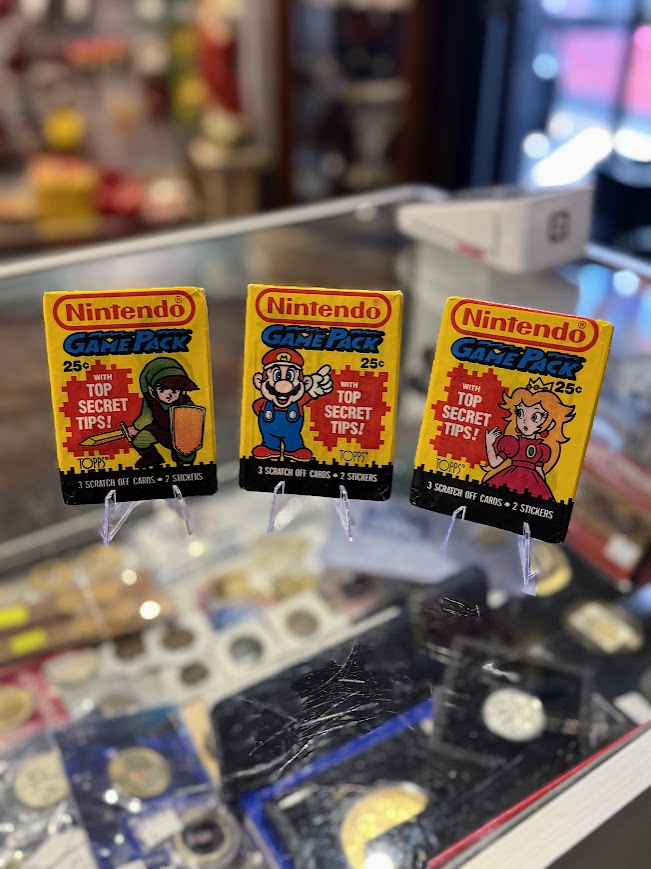 Nintendo®
GAME PACK
25¢
WITH
TOP
SECRET
TIPS!
TOPPS
3 SCRATCH OFF CARDS • 2 STICKERS
Nintendo®
GAME PACK
25¢
WITH
TOP
SECRET
TIPS!
TOPPS
3 SCRATCH OFF CARDS • 2 STICKERS
Nintendo®
GAME PACK
25¢
WITH
TOP
SECRET
TIPS!
TOPPS
3 SCRATCH OFF CARDS • 2 STICKERS